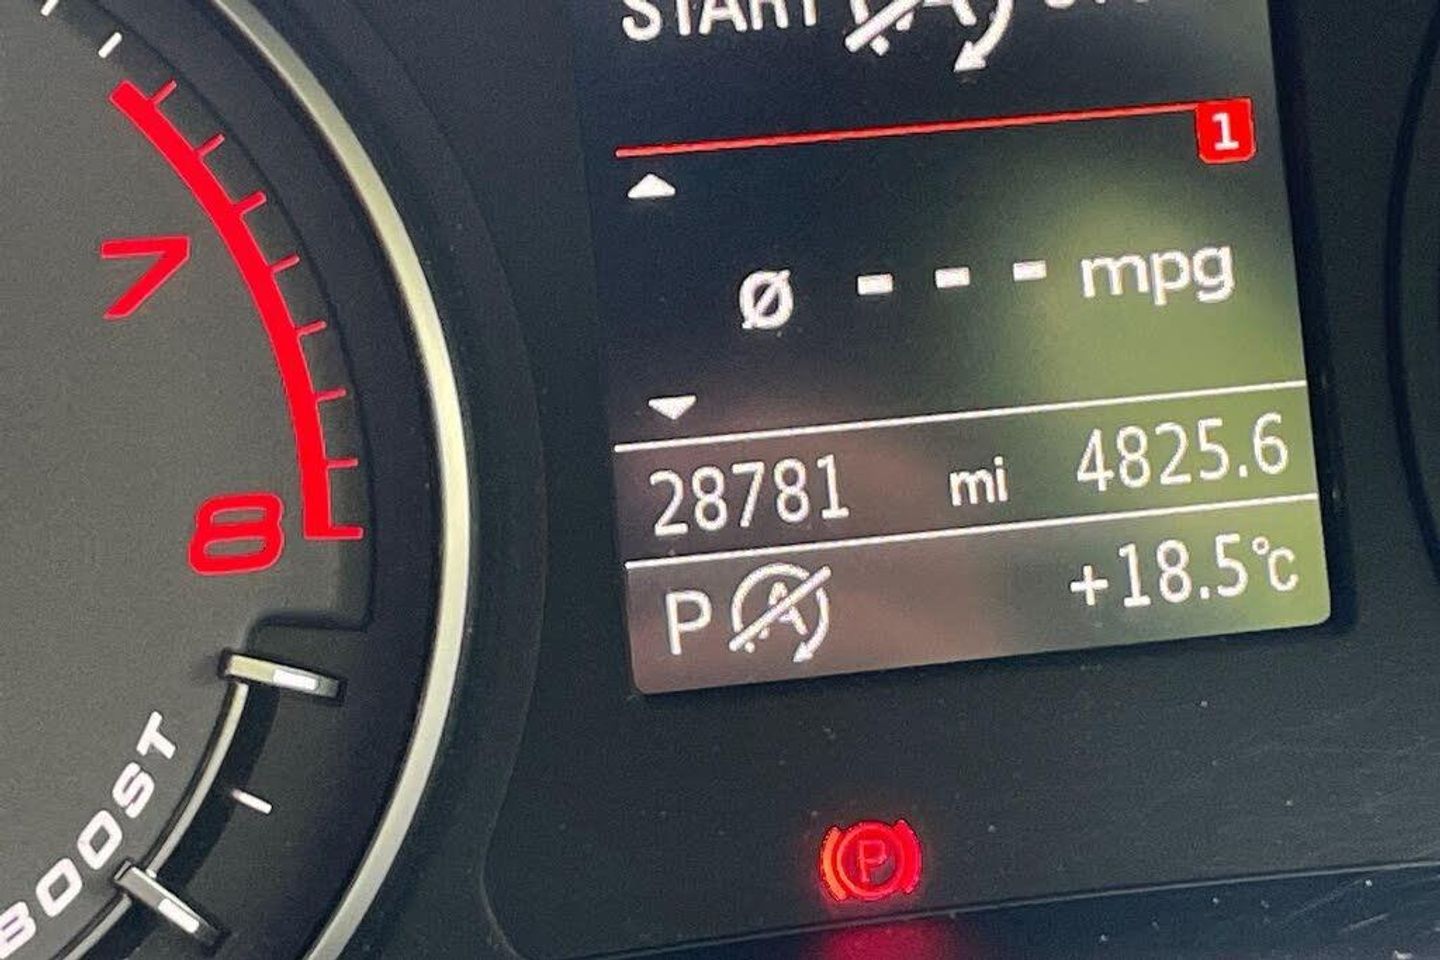 START
1
Ø - - - mpg
7
28781 mi 4825.6
8
P A +18.5°C
BOOST
P